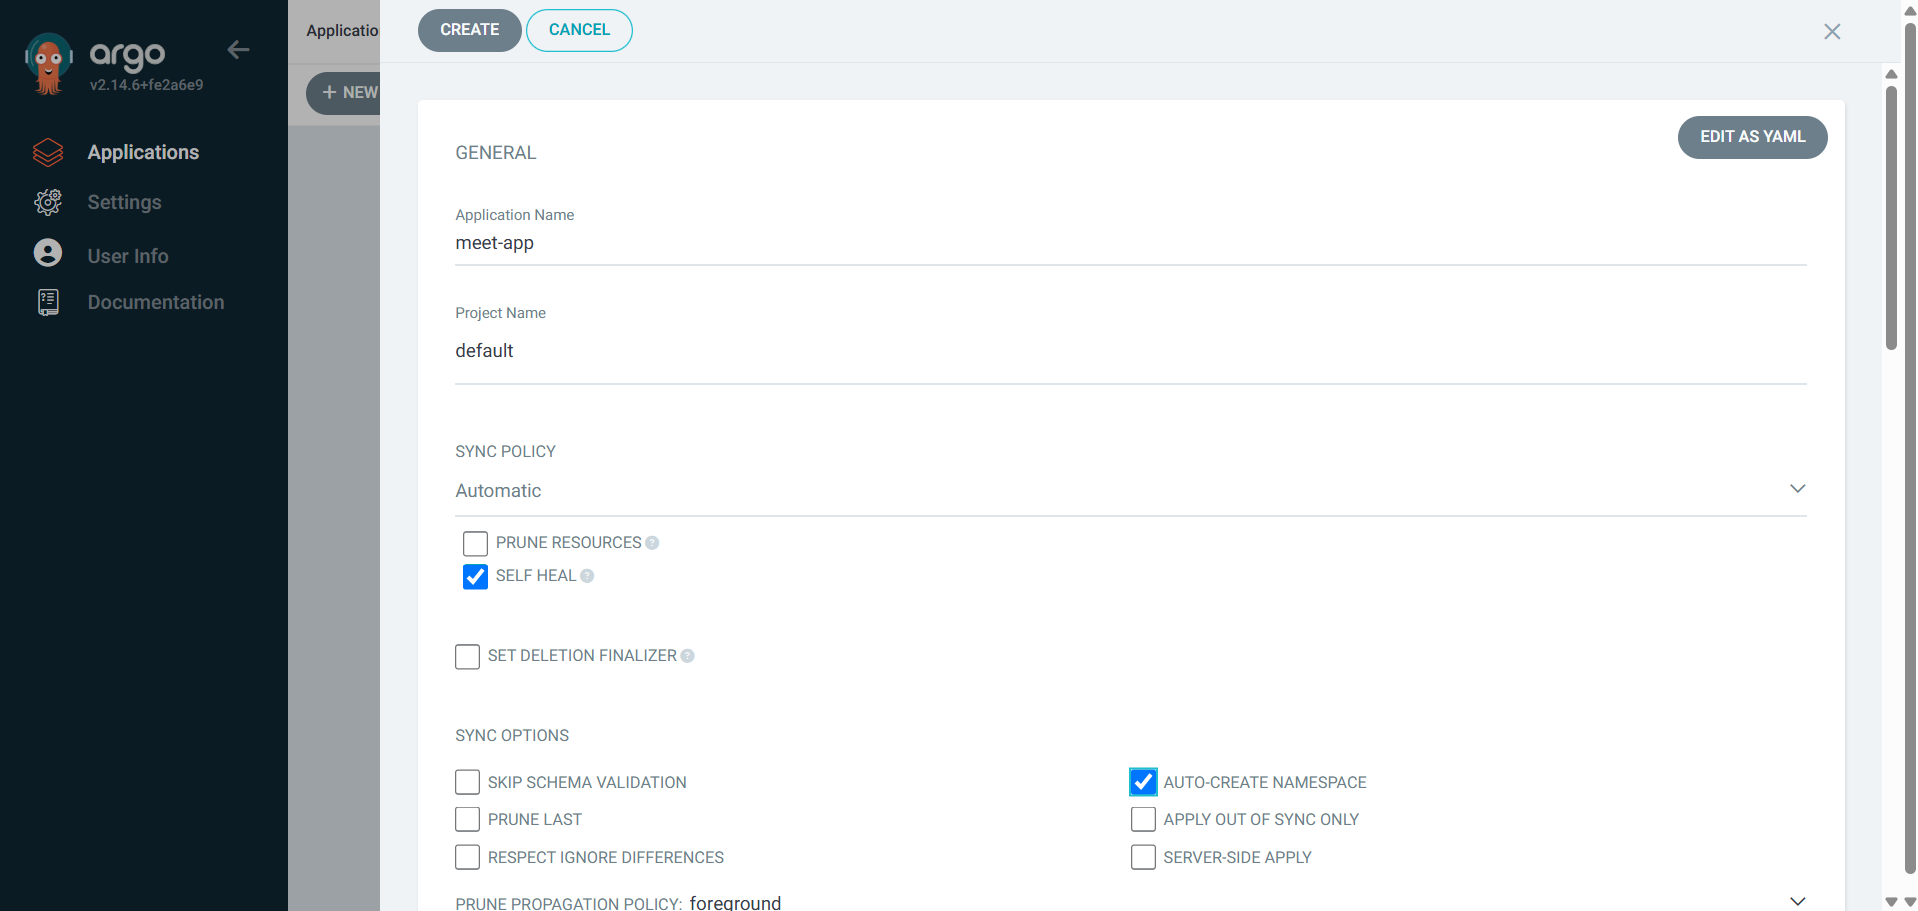 argo
v2.14.6+fe2a6e9
Applications
Settings
User Info
Documentation
Applicatio
+ NEW
CREATE
CANCEL
GENERAL
EDIT AS YAML
Application Name
meet-app
Project Name
default
SYNC POLICY
Automatic
PRUNE RESOURCES ?
SELF HEAL ?
SET DELETION FINALIZER ?
SYNC OPTIONS
SKIP SCHEMA VALIDATION
AUTO-CREATE NAMESPACE
PRUNE LAST
APPLY OUT OF SYNC ONLY
RESPECT IGNORE DIFFERENCES
SERVER-SIDE APPLY
PRUNE PROPAGATION POLICY: foreground